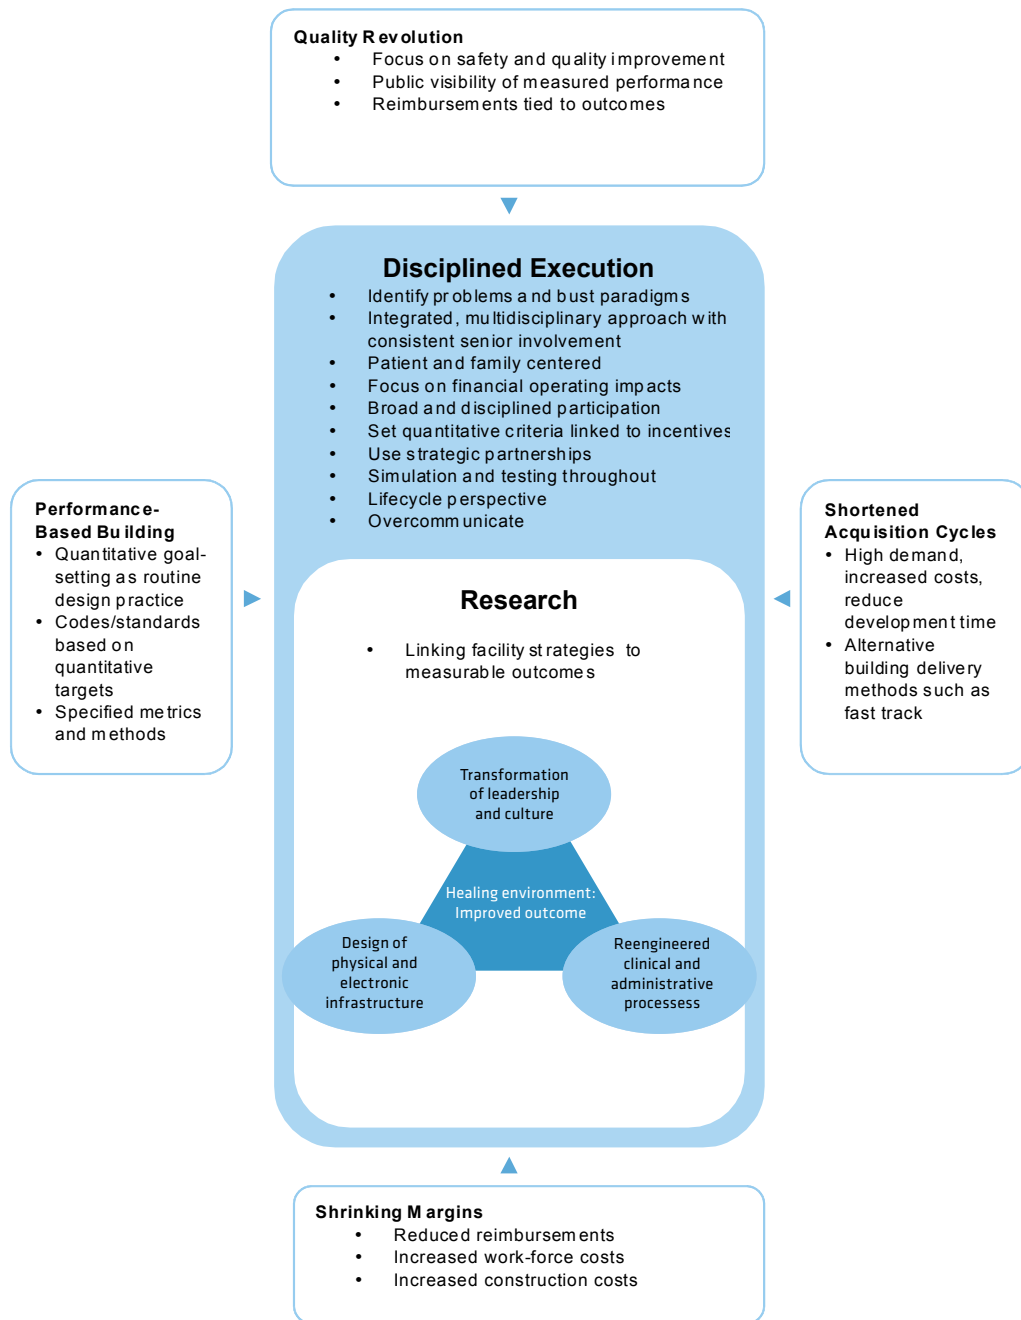 Quality Revolution
• Focus on safety and quality improvement
• Public visibility of measured performance
• Reimbursements tied to outcomes
Disciplined Execution
• Identify problems and bust paradigms
• Integrated, multidisciplinary approach with
consistent senior involvement
• Patient and family centered
• Focus on financial operating impacts
• Broad and disciplined participation
• Set quantitative criteria linked to incentives
• Use strategic partnerships
• Simulation and testing throughout
• Lifecycle perspective
• Overcommunicate
Performance-
Based Building
• Quantitative goal-
setting as routine
design practice
• Codes/standards
based on
quantitative
targets
• Specified metrics
and methods
Shortened
Acquisition Cycles
• High demand,
increased costs,
reduce
development time
• Alternative
building delivery
methods such as
fast track
Research
• Linking facility strategies to
measurable outcomes
Transformation
of leadership
and culture
Healing environment:
Improved outcome
Design of
physical and
electronic
infrastructure
Reengineered
clinical and
administrative
processess
Shrinking Margins
• Reduced reimbursements
• Increased work-force costs
• Increased construction costs